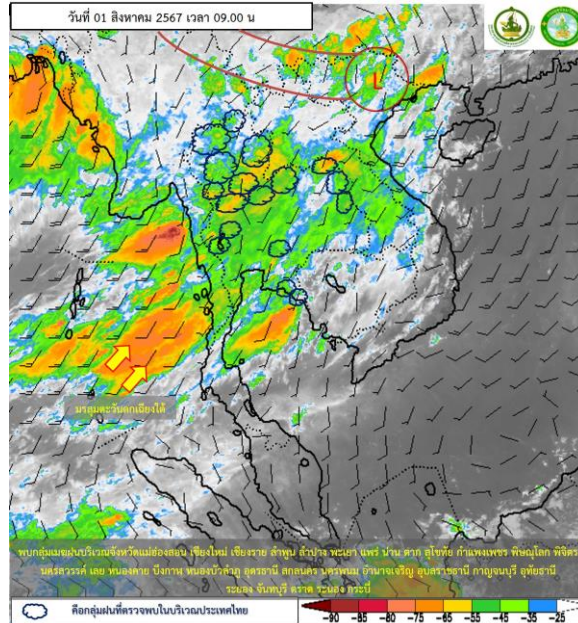 วันที่ 01 สิงหาคม 2567 เวลา 09.00 น
L
มรสุมตะวันตกเฉียงใต้
พบกลุ่มเมฆฝนบริเวณจังหวัดแม่ฮ่องสอน เชียงใหม่ เชียงราย ลำพูน ลำปาง พะเยา แพร่ น่าน ตาก สุโขทัย กำแพงเพชร พิษณุโลก พิจิตร
นครสวรรค์ เลย หนองคาย บึงกาฬ หนองบัวลำภู อุดรธานี สกลนคร นครพนม อำนาจเจริญ อุบลราชธานี กาญจนบุรี อุทัยธานี
ระยอง จันทบุรี ตราด ระนอง กระบี่
คือกลุ่มฝนที่ตรวจพบในบริเวณประเทศไทย
-90 -85 -80 -75 -65 -55 -45 -35 -25